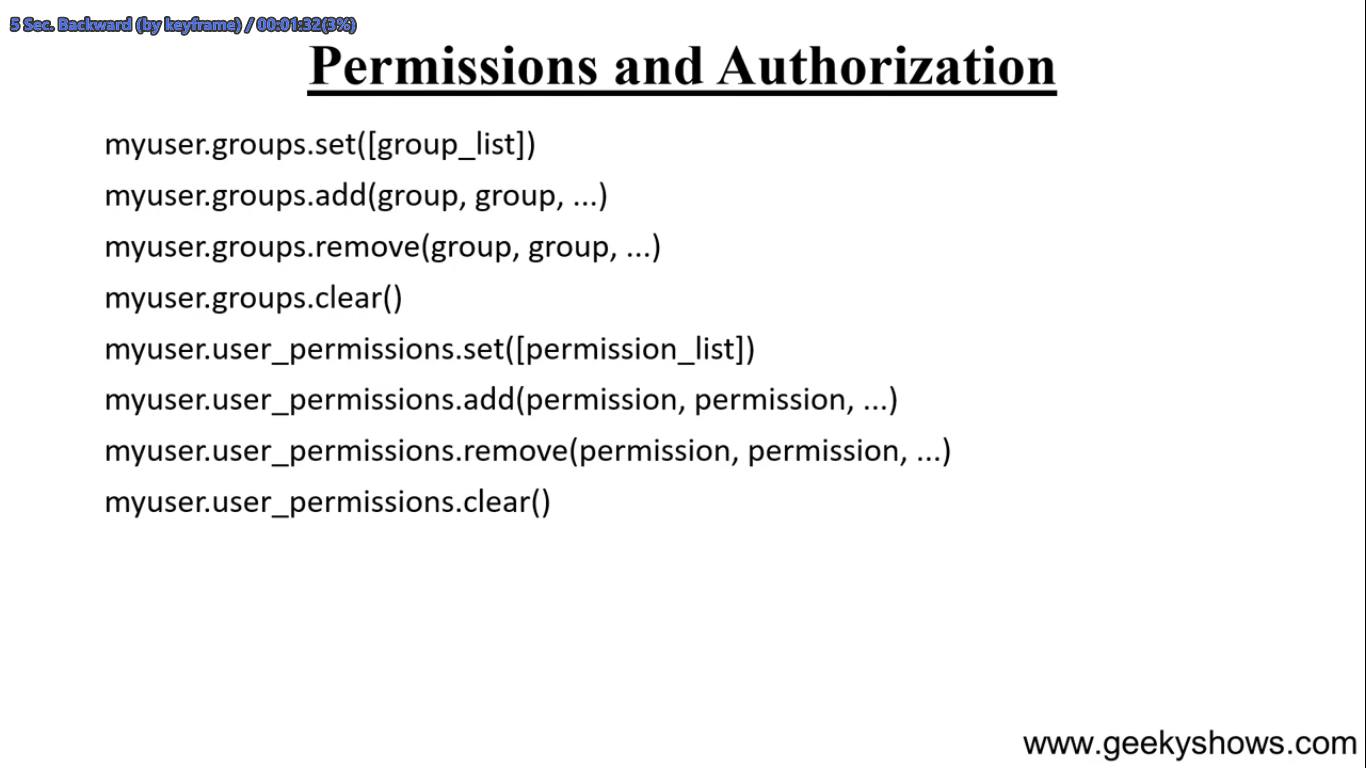 5 Sec. Backward (by keyframe) / 00:01:32(3%)
Permissions and Authorization
myuser.groups.set([group_list])
myuser.groups.add(group, group, ...)
myuser.groups.remove(group, group, ...)
myuser.groups.clear()
myuser.user_permissions.set([permission_list])
myuser.user_permissions.add(permission, permission, ...)
myuser.user_permissions.remove(permission, permission, ...)
myuser.user_permissions.clear()
www.geekyshows.com